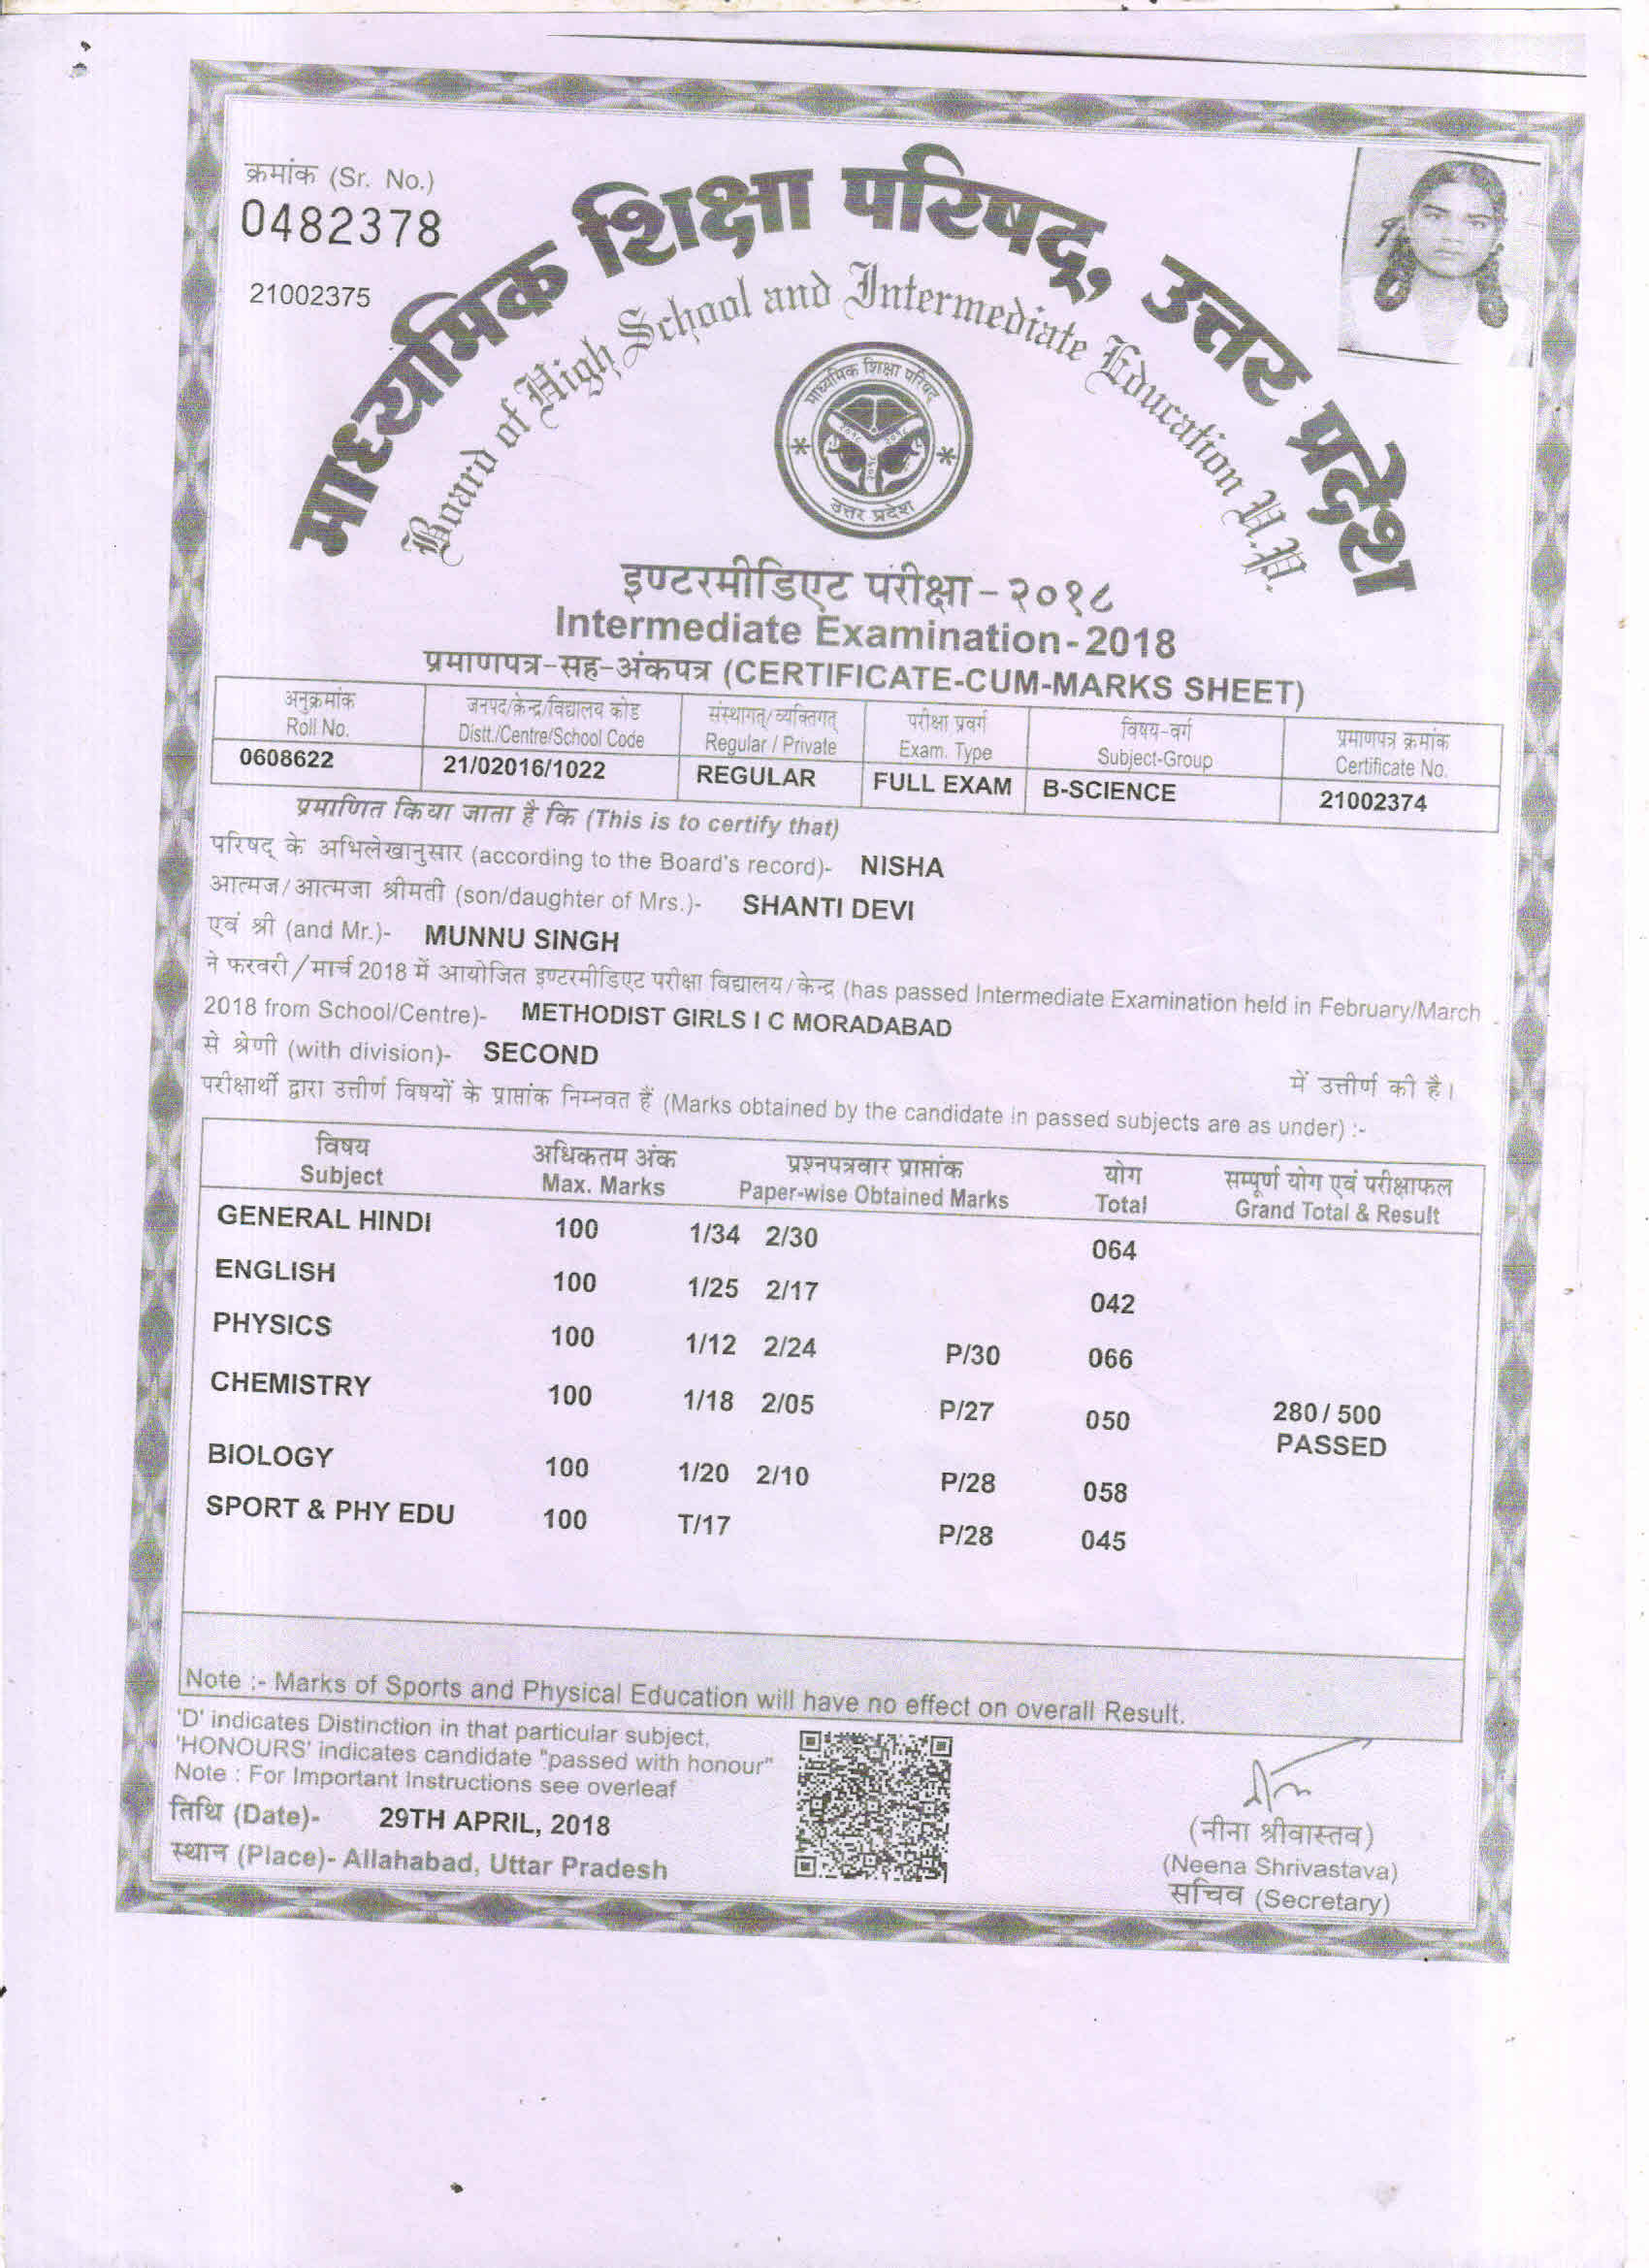 क्रमांक (Sr. No.)
0482378
21002375
माध्यमिक शिक्षा परिषद्, उत्तर प्रदेश
Board of High School and Intermediate Education U.P.
माध्यमिक शिक्षा परिषद्
२०१८ २०१८
२०१८
उत्तर प्रदेश
इण्टरमीडिएट परीक्षा-२०१८
Intermediate Examination-2018
प्रमाणपत्र-सह-अंकपत्र (CERTIFICATE-CUM-MARKS SHEET)
अनुक्रमांक जनपद/केन्द्र/विद्यालय कोड संस्थागत/व्यक्तिगत परीक्षा प्रवर्ग विषय-वर्ग प्रमाणपत्र क्रमांक
Roll No. Distt./Centre/School Code Regular / Private Exam. Type Subject-Group Certificate No.
0608622 21/02016/1022 REGULAR FULL EXAM B-SCIENCE 21002374
प्रमाणित किया जाता है कि (This is to certify that)
परिषद् के अभिलेखानुसार (according to the Board's record)- NISHA
आत्मज/आत्मजा श्रीमती (son/daughter of Mrs.)- SHANTI DEVI
एवं श्री (and Mr.)- MUNNU SINGH
ने फरवरी/मार्च 2018 में आयोजित इण्टरमीडिएट परीक्षा विद्यालय/केन्द्र (has passed Intermediate Examination held in February/March
2018 from School/Centre)- METHODIST GIRLS I C MORADABAD
से श्रेणी (with division)- SECOND में उत्तीर्ण की है।
परीक्षार्थी द्वारा उत्तीर्ण विषयों के प्राप्तांक निम्नवत हैं (Marks obtained by the candidate in passed subjects are as under) :-
विषय अधिकतम अंक प्रश्नपत्रवार प्राप्तांक योग सम्पूर्ण योग एवं परीक्षाफल
Subject Max. Marks Paper-wise Obtained Marks Total Grand Total & Result
GENERAL HINDI 100 1/34 2/30 064
ENGLISH 100 1/25 2/17 042
PHYSICS 100 1/12 2/24 P/30 066
CHEMISTRY 100 1/18 2/05 P/27 050 280/500
PASSED
BIOLOGY 100 1/20 2/10 P/28 058
SPORT & PHY EDU 100 T/17 P/28 045
Note :- Marks of Sports and Physical Education will have no effect on overall Result.
'D' indicates Distinction in that particular subject,
'HONOURS' indicates candidate "passed with honour"
Note : For Important Instructions see overleaf
तिथि (Date)- 29TH APRIL, 2018
स्थान (Place)- Allahabad, Uttar Pradesh
(नीना श्रीवास्तव)
(Neena Shrivastava)
सचिव (Secretary)